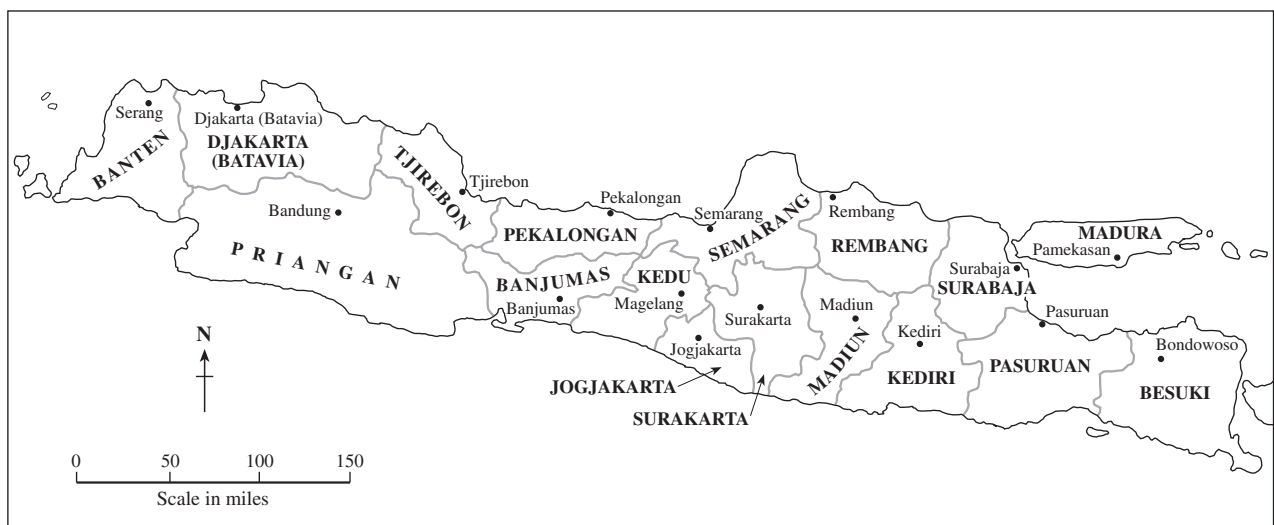 Serang
BANTEN
Djakarta (Batavia)
DJAKARTA
(BATAVIA)
TJIREBON
Tjirebon
Bandung
PRIANGAN
Pekalongan
PEKALONGAN
BANJUMAS
Banjumas
Semarang
SEMARANG
KEDU
Magelang
Jogjakarta
JOGJAKARTA
Surakarta
SURAKARTA
Rembang
REMBANG
Madiun
MADIUN
Kediri
KEDIRI
MADURA
Pamekasan
Surabaja
SURABAJA
Pasuruan
PASURUAN
Bondowoso
BESUKI
N
0 50 100 150
Scale in miles